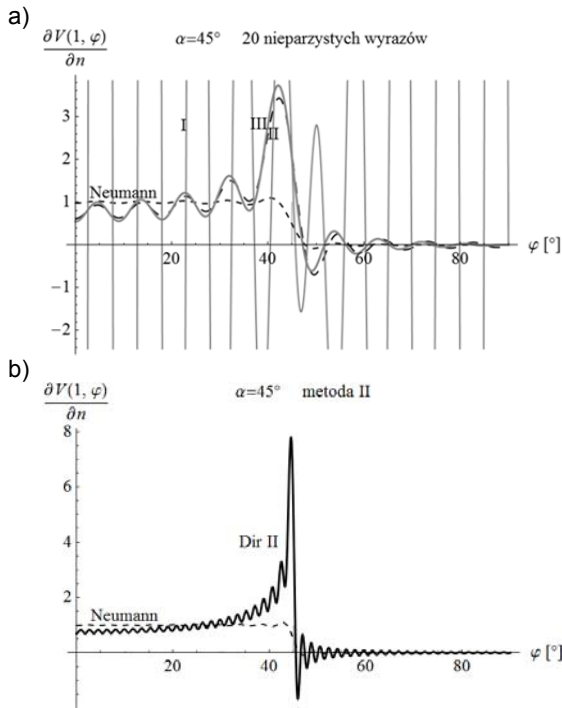 a)
∂V(1, φ)
∂n
α=45° 20 nieparzystych wyrazów
3
2
1
−1
−2
I
III
II
Neumann
20
40
60
80
φ [°]
b)
∂V(1, φ)
∂n
α=45° metoda II
8
6
4
2
Dir II
Neumann
20
40
60
80
φ [°]